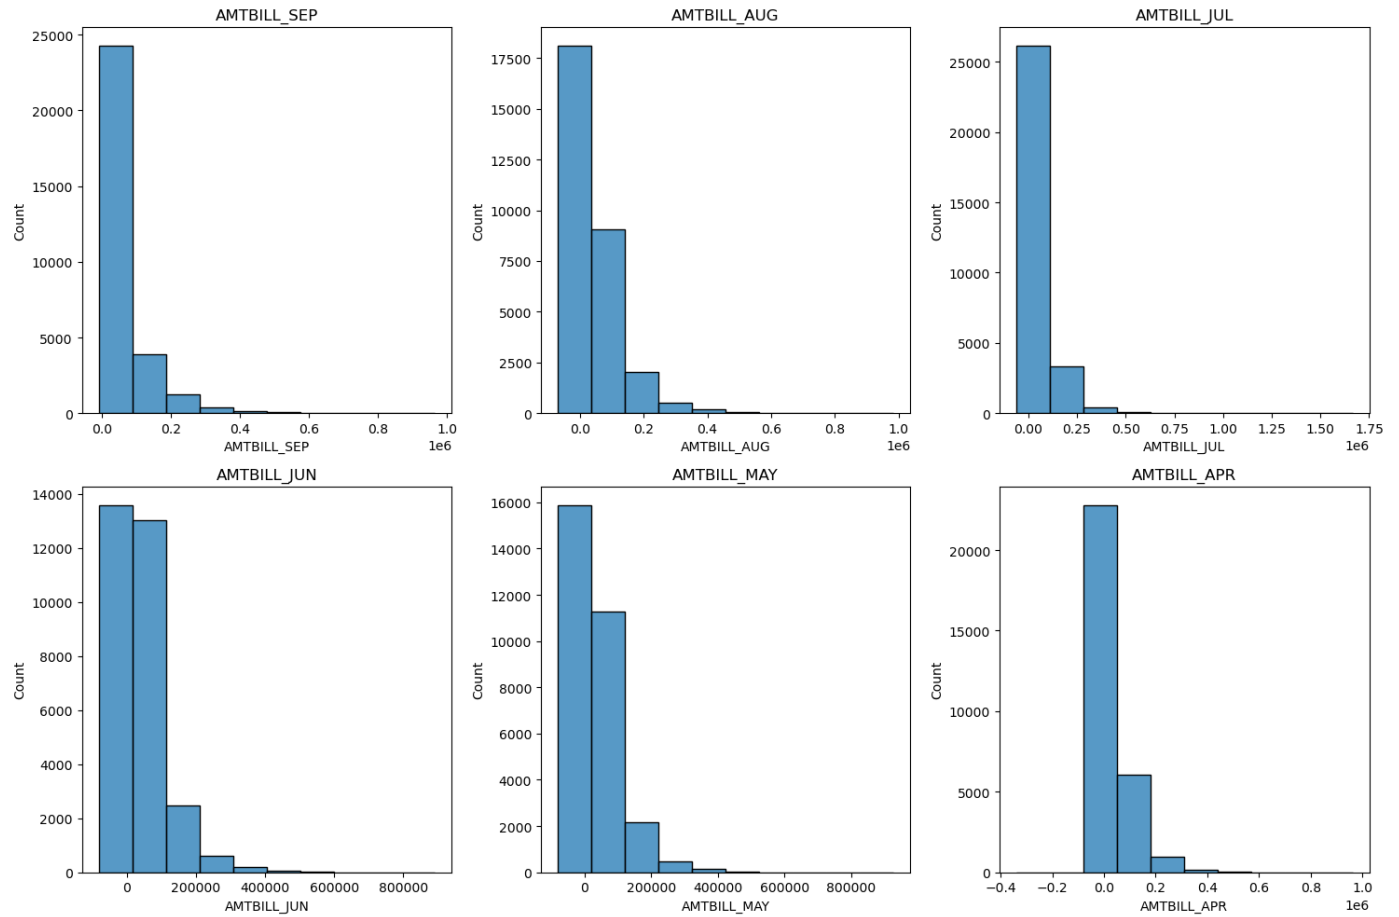 AMTBILL_SEP
25000
20000
15000
10000
5000
0
Count
0.0 0.2 0.4 0.6 0.8 1.0
AMTBILL_SEP 1e6
AMTBILL_AUG
17500
15000
12500
10000
7500
5000
2500
0
Count
0.0 0.2 0.4 0.6 0.8 1.0
AMTBILL_AUG 1e6
AMTBILL_JUL
25000
20000
15000
10000
5000
0
Count
0.00 0.25 0.50 0.75 1.00 1.25 1.50 1.75
AMTBILL_JUL 1e6
AMTBILL_JUN
14000
12000
10000
8000
6000
4000
2000
0
Count
0 200000 400000 600000 800000
AMTBILL_JUN
AMTBILL_MAY
16000
14000
12000
10000
8000
6000
4000
2000
0
Count
0 200000 400000 600000 800000
AMTBILL_MAY
AMTBILL_APR
20000
15000
10000
5000
0
Count
−0.4 −0.2 0.0 0.2 0.4 0.6 0.8 1.0
AMTBILL_APR 1e6